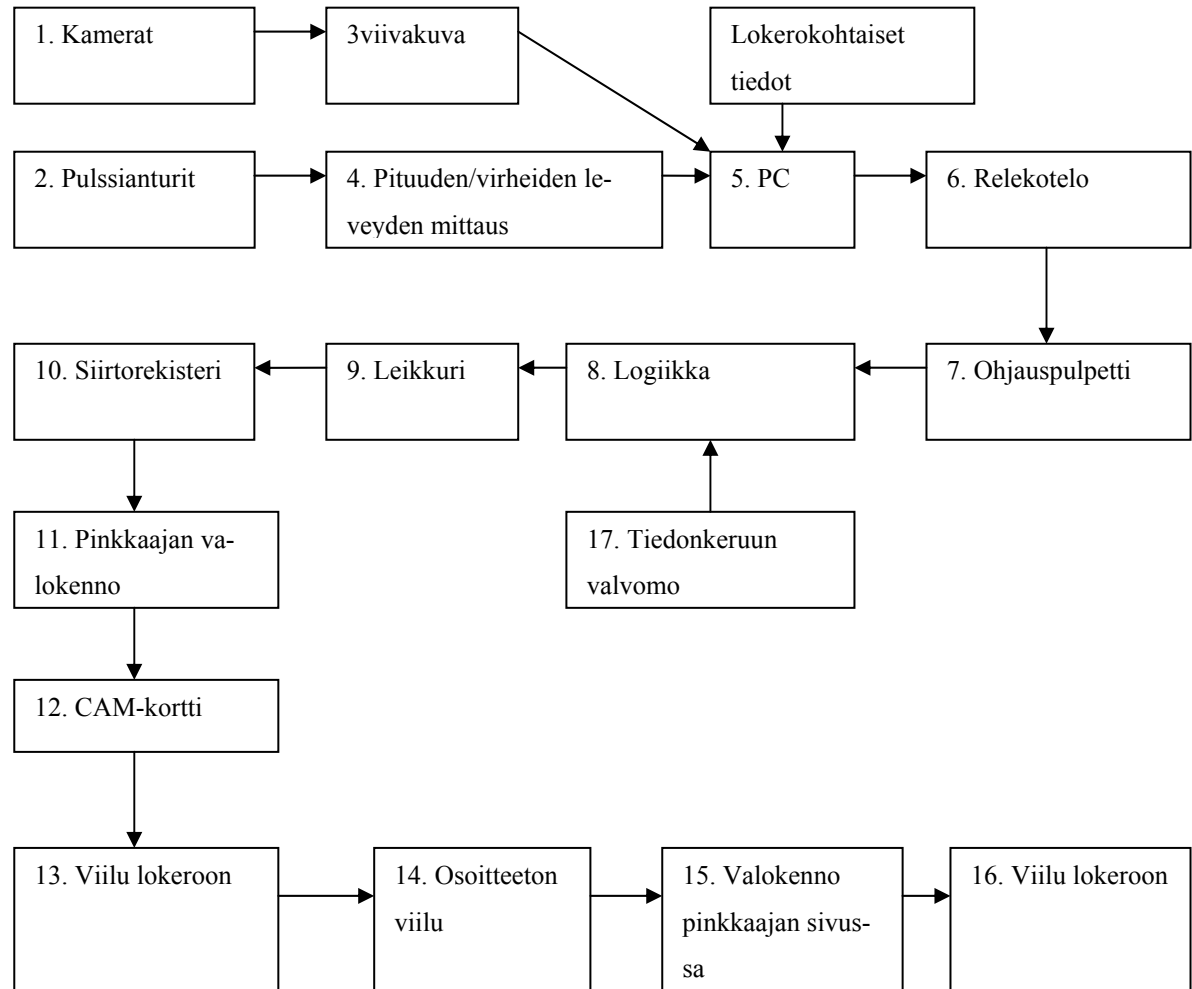 1. Kamerat
3viivakuva
Lokerokohtaiset
tiedot
2. Pulssianturit
4. Pituuden/virheiden le-
veyden mittaus
5. PC
6. Relekotelo
10. Siirtorekisteri
9. Leikkuri
8. Logiikka
7. Ohjauspulpetti
11. Pinkkaajan va-
lokenno
17. Tiedonkeruun
valvomo
12. CAM-kortti
13. Viilu lokeroon
14. Osoitteeton
viilu
15. Valokenno
pinkkaajan sivus-
sa
16. Viilu lokeroon